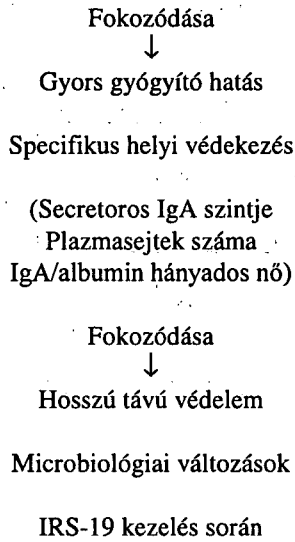 Fokozódása
↓
Gyors gyógyító hatás
Specifikus helyi védekezés
(Secretoros IgA szintje
Plazmasejtek száma
IgA/albumin hányados nő)
Fokozódása
↓
Hosszú távú védelem
Microbiológiai változások
IRS-19 kezelés során